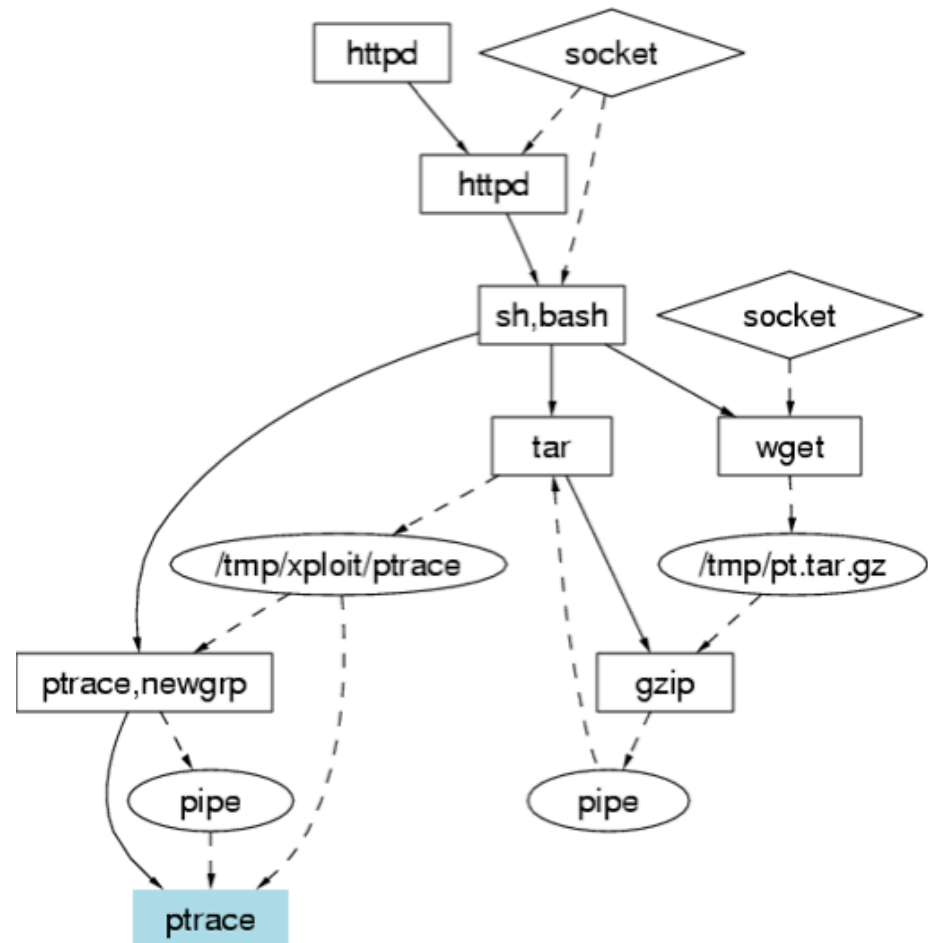 httpd
socket
httpd
sh,bash
socket
tar
wget
/tmp/xploit/ptrace
/tmp/pt.tar.gz
ptrace,newgrp
gzip
pipe
pipe
ptrace